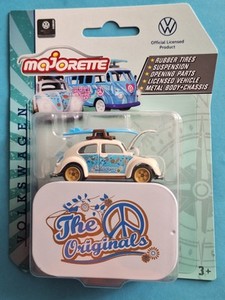 majorette
Official Licensed
Product
• RUBBER TIRES
• SUSPENSION
• OPENING PARTS
• LICENSED VEHICLE
• METAL BODY+CHASSIS
VOLKSWAGEN
The
Originals
3+